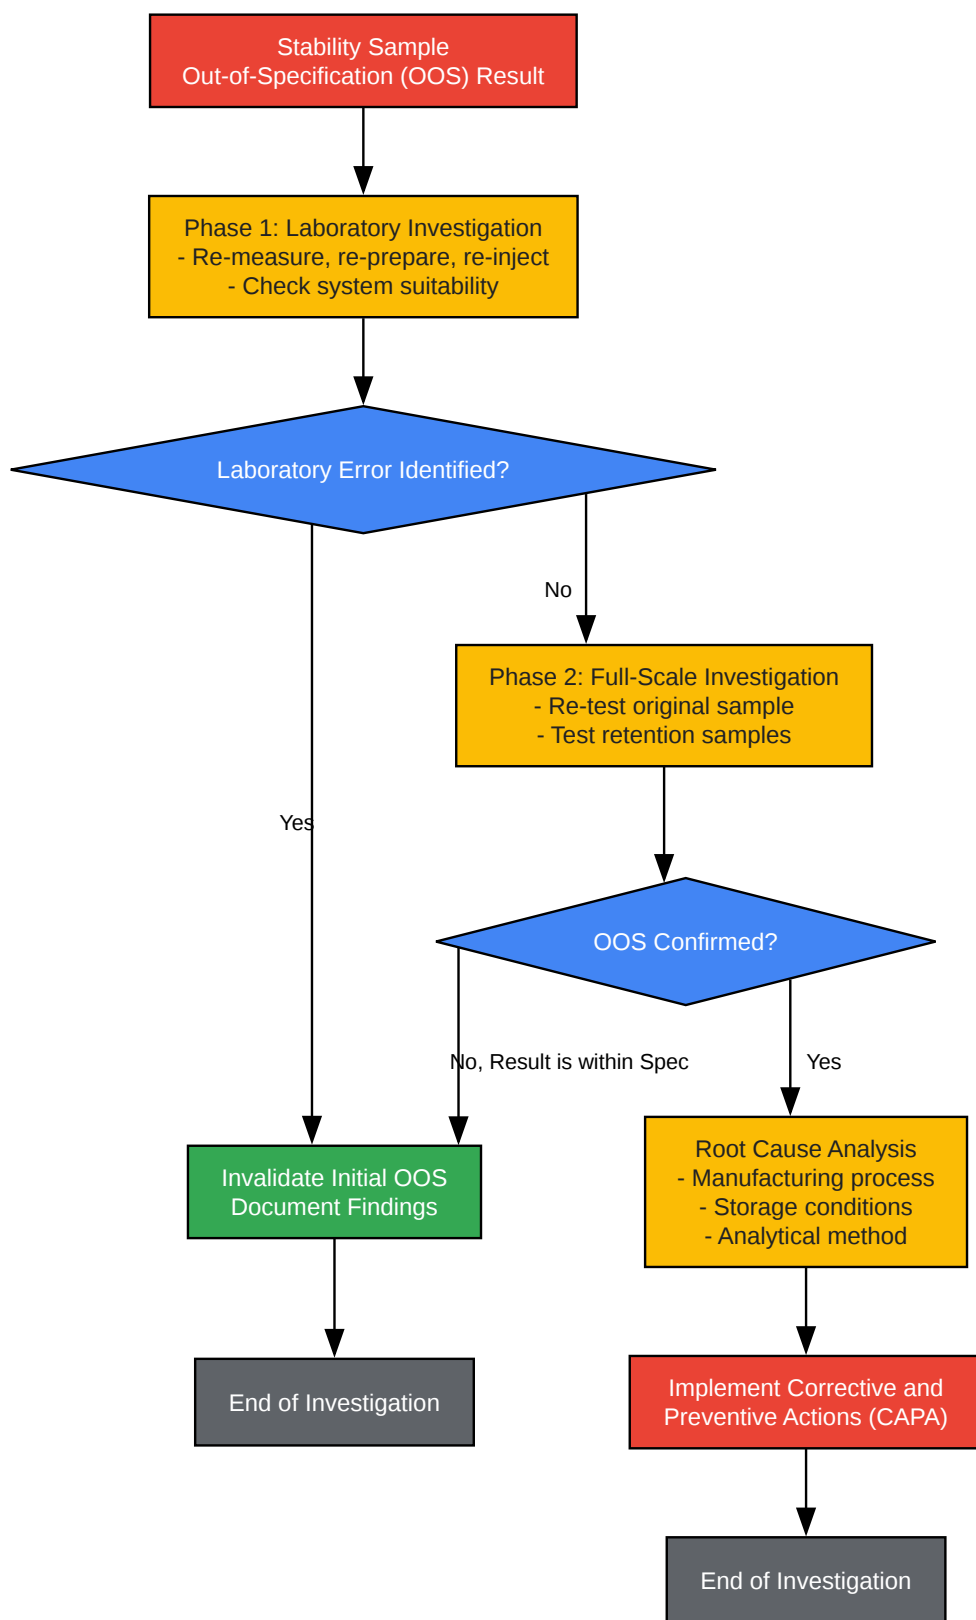 Stability Sample
Out-of-Specification (OOS) Result
Phase 1: Laboratory Investigation
- Re-measure, re-prepare, re-inject
- Check system suitability
Laboratory Error Identified?
No
Phase 2: Full-Scale Investigation
- Re-test original sample
- Test retention samples
Yes
OOS Confirmed?
No, Result is within Spec
Yes
Invalidate Initial OOS
Document Findings
Root Cause Analysis
- Manufacturing process
- Storage conditions
- Analytical method
End of Investigation
Implement Corrective and
Preventive Actions (CAPA)
End of Investigation